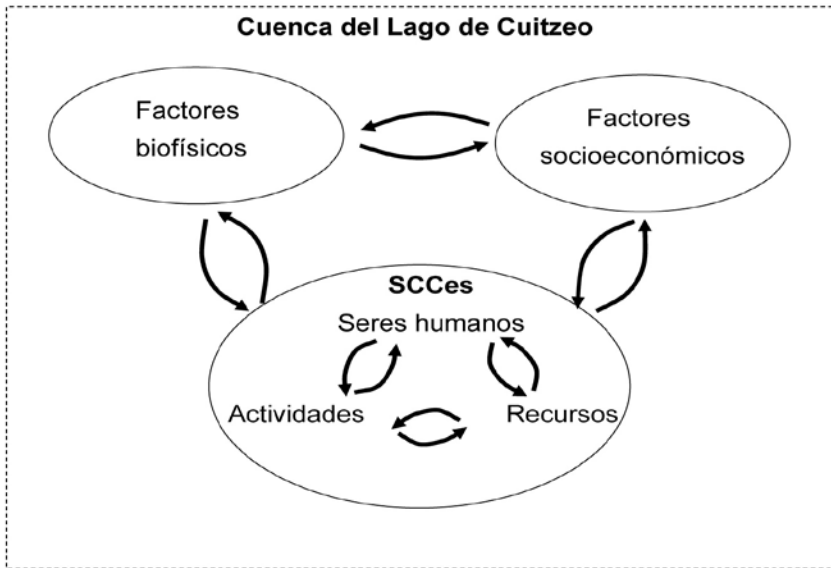 Cuenca del Lago de Cuitzeo
Factores
biofísicos
Factores
socioeconómicos
SCCes
Seres humanos
Actividades
Recursos